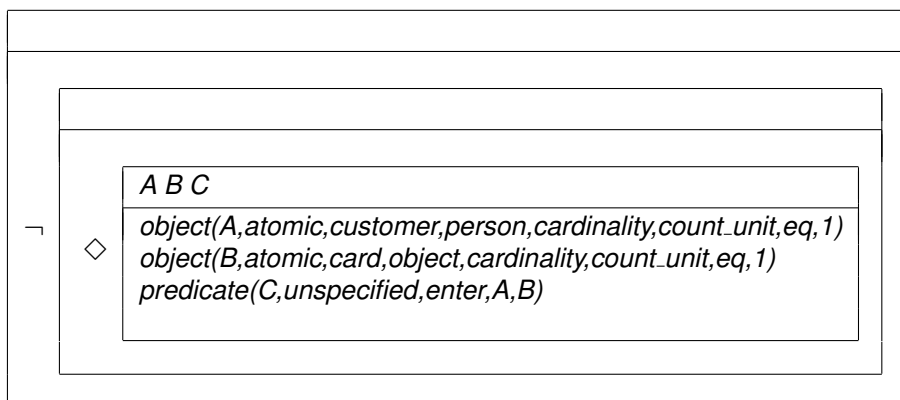 A B C
object(A,atomic,customer,person,cardinality,count_unit,eq,1)
¬
◇
object(B,atomic,card,object,cardinality,count_unit,eq,1)
predicate(C,unspecified,enter,A,B)